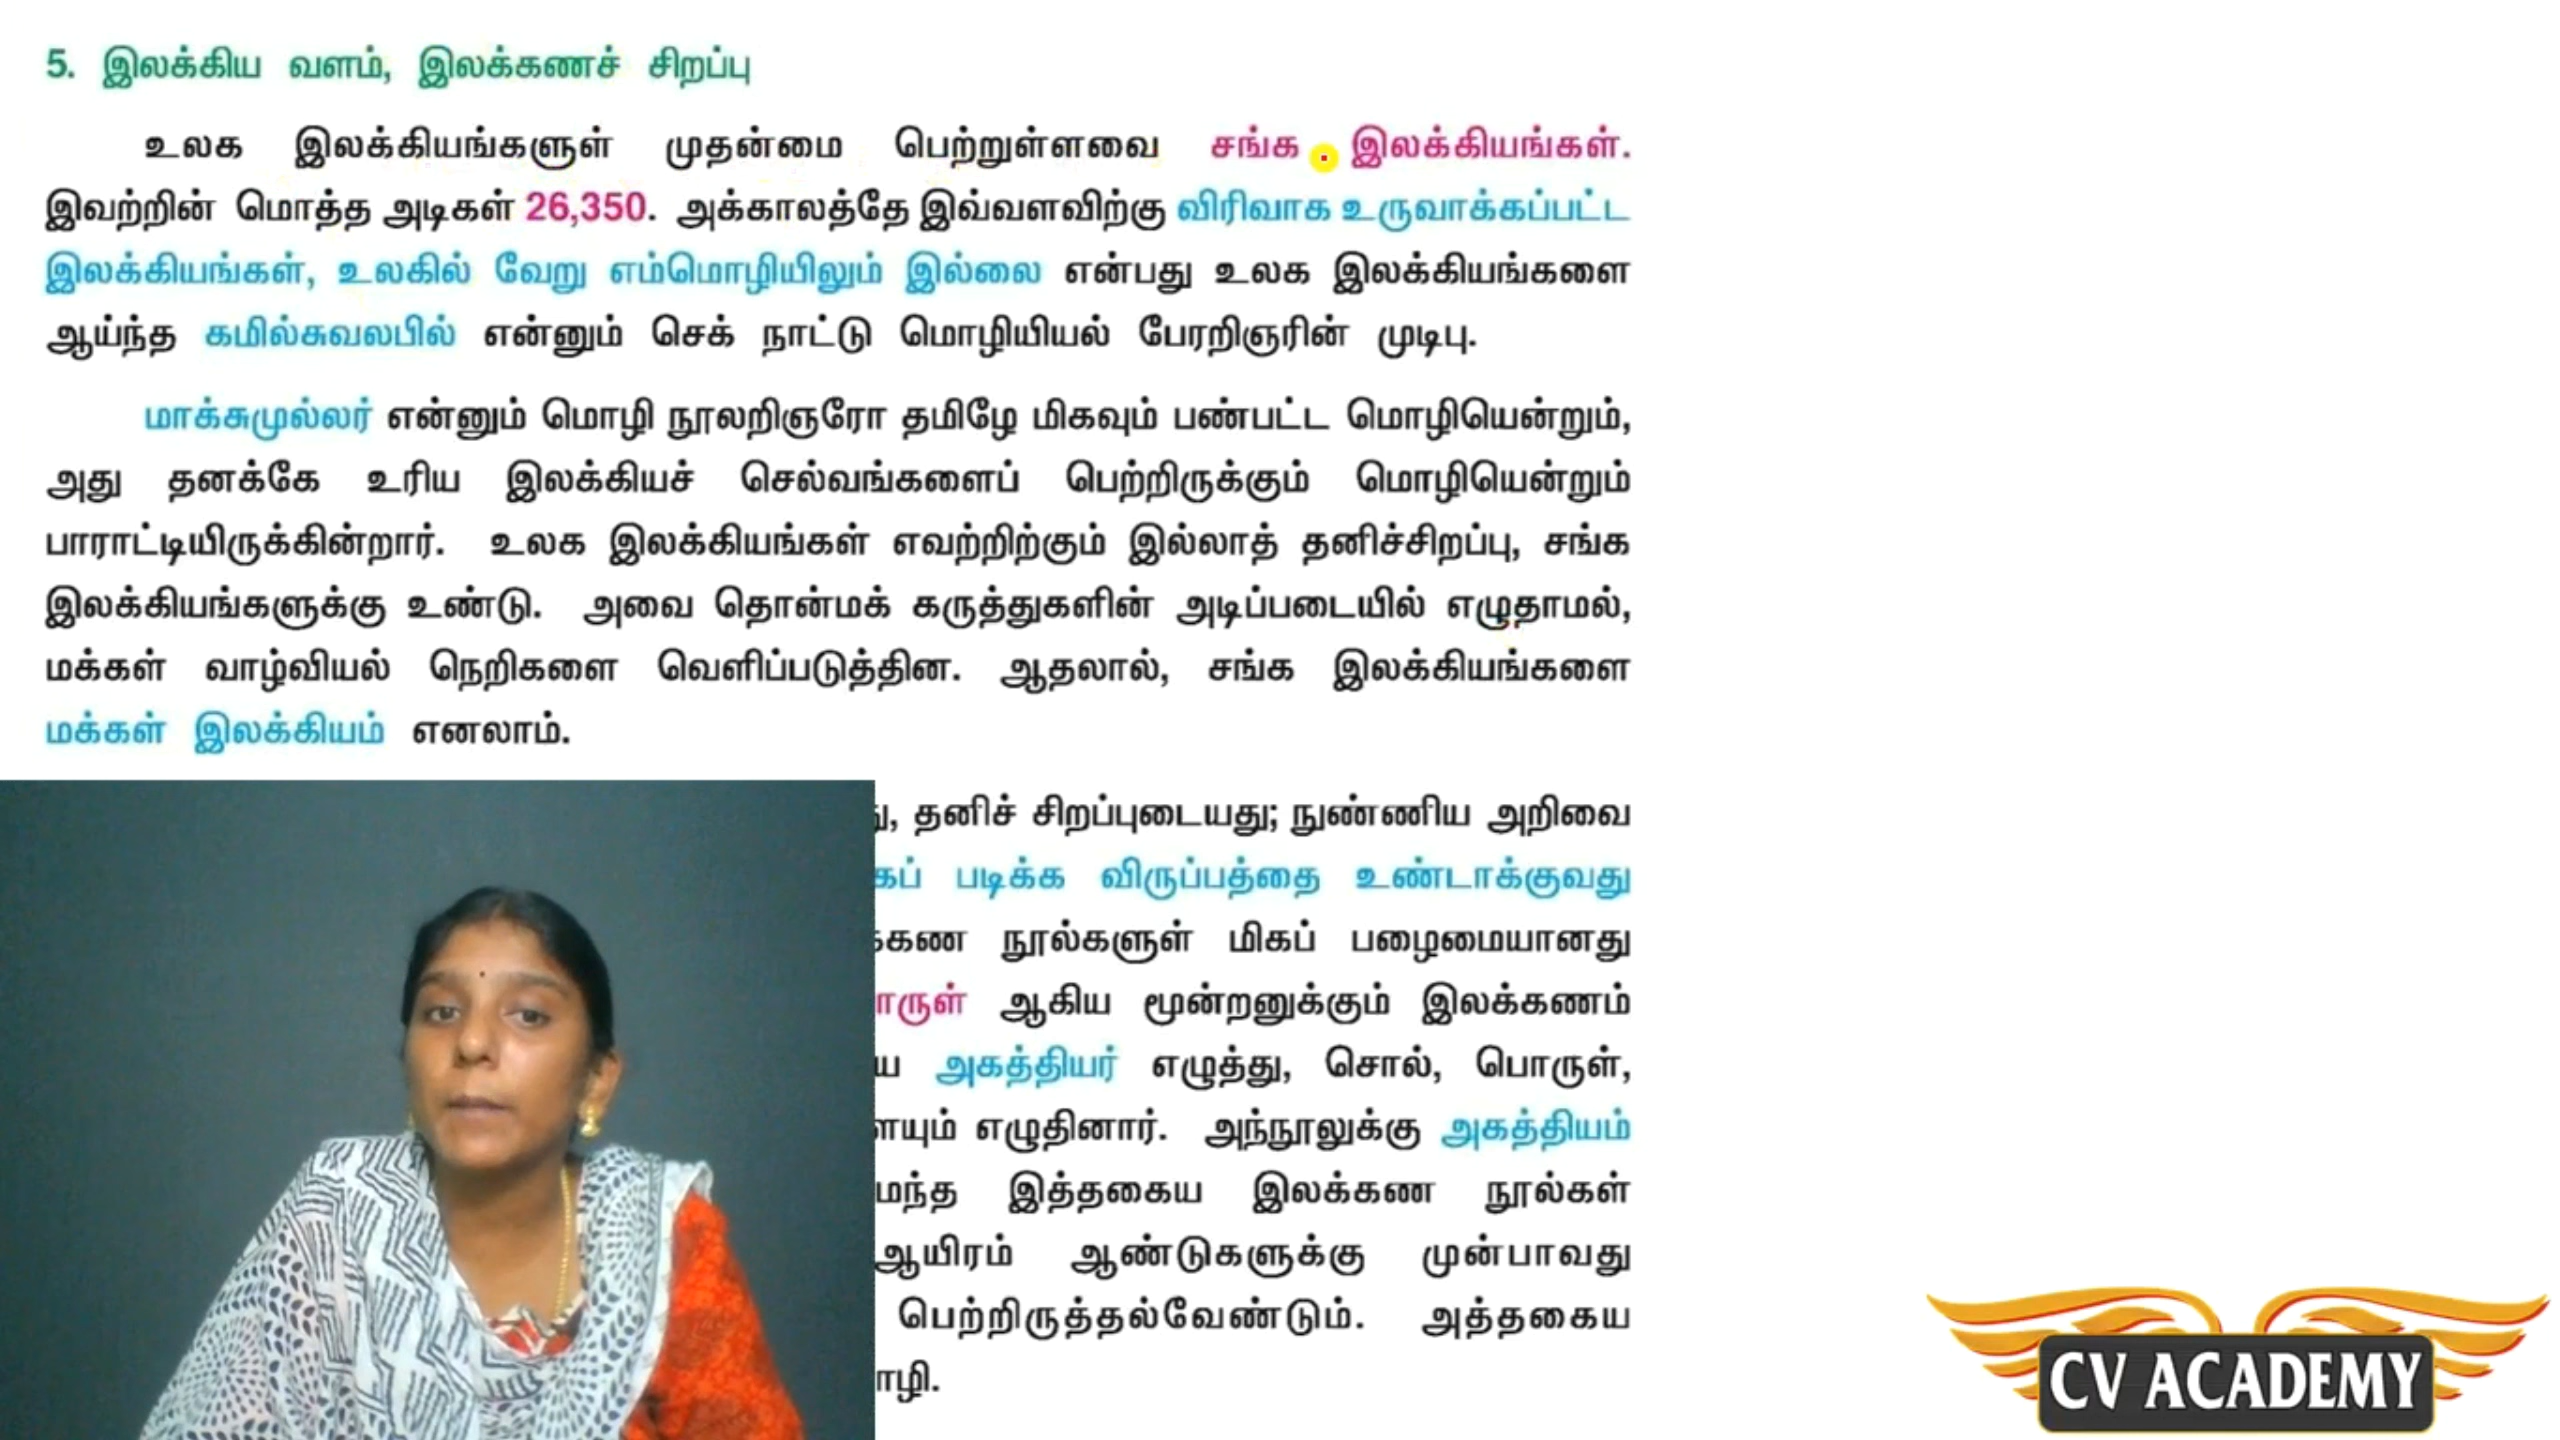 5. இலக்கிய வளம், இலக்கணச் சிறப்பு
உலக இலக்கியங்களுள் முதன்மை பெற்றுள்ளவை சங்க இலக்கியங்கள்.
இவற்றின் மொத்த அடிகள் 26,350. அக்காலத்தே இவ்வளவிற்கு விரிவாக உருவாக்கப்பட்ட
இலக்கியங்கள், உலகில் வேறு எம்மொழியிலும் இல்லை என்பது உலக இலக்கியங்களை
ஆய்ந்த கமில்சுவலபில் என்னும் செக் நாட்டு மொழியியல் பேரறிஞரின் முடிபு.
மாக்சுமுல்லர் என்னும் மொழி நூலறிஞரோ தமிழே மிகவும் பண்பட்ட மொழியென்றும்,
அது தனக்கே உரிய இலக்கியச் செல்வங்களைப் பெற்றிருக்கும் மொழியென்றும்
பாராட்டியிருக்கின்றார். உலக இலக்கியங்கள் எவற்றிற்கும் இல்லாத் தனிச்சிறப்பு, சங்க
இலக்கியங்களுக்கு உண்டு. அவை தொன்மக் கருத்துகளின் அடிப்படையில் எழுதாமல்,
மக்கள் வாழ்வியல் நெறிகளை வெளிப்படுத்தின. ஆதலால், சங்க இலக்கியங்களை
மக்கள் இலக்கியம் எனலாம்.
தனிச் சிறப்புடையது; நுண்ணிய அறிவை
படிக்க விருப்பத்தை உண்டாக்குவது
நூல்களுள் மிகப் பழைமையானது
ஆகிய மூன்றனுக்கும் இலக்கணம்
அகத்தியர் எழுத்து, சொல், பொருள்,
எழுதினார். அந்நூலுக்கு அகத்தியம்
இத்தகைய இலக்கண நூல்கள்
ஆயிரம் ஆண்டுகளுக்கு முன்பாவது
பெற்றிருத்தல்வேண்டும். அத்தகைய
CV ACADEMY